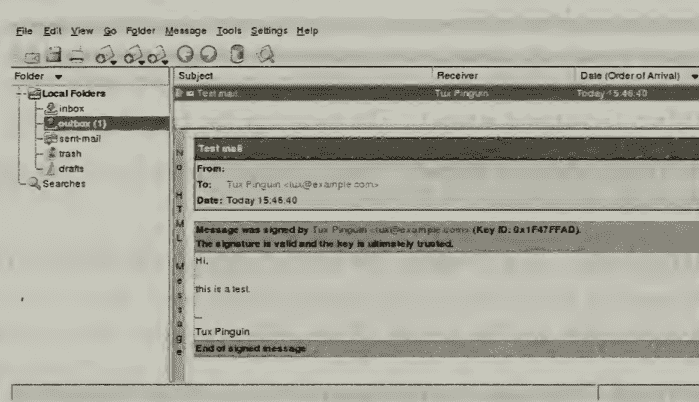 File Edit View Go Folder Message Tools Settings Help
Folder
Subject Receiver Date (Order of Arrival)
Local Folders
inbox
outbox (1)
sent-mail
trash
drafts
Searches
Test mail Tux Pinguin Today 15:46:40
No HTML Message
Test mail
From:
To: Tux Pinguin <tux@example.com>
Date: Today 15:46:40
Message was signed by Tux Pinguin <tux@example.com> (Key ID: 0x1F47FFAD).
The signature is valid and the key is ultimately trusted.
Hi,
this is a test.
--
Tux Pinguin
End of signed message